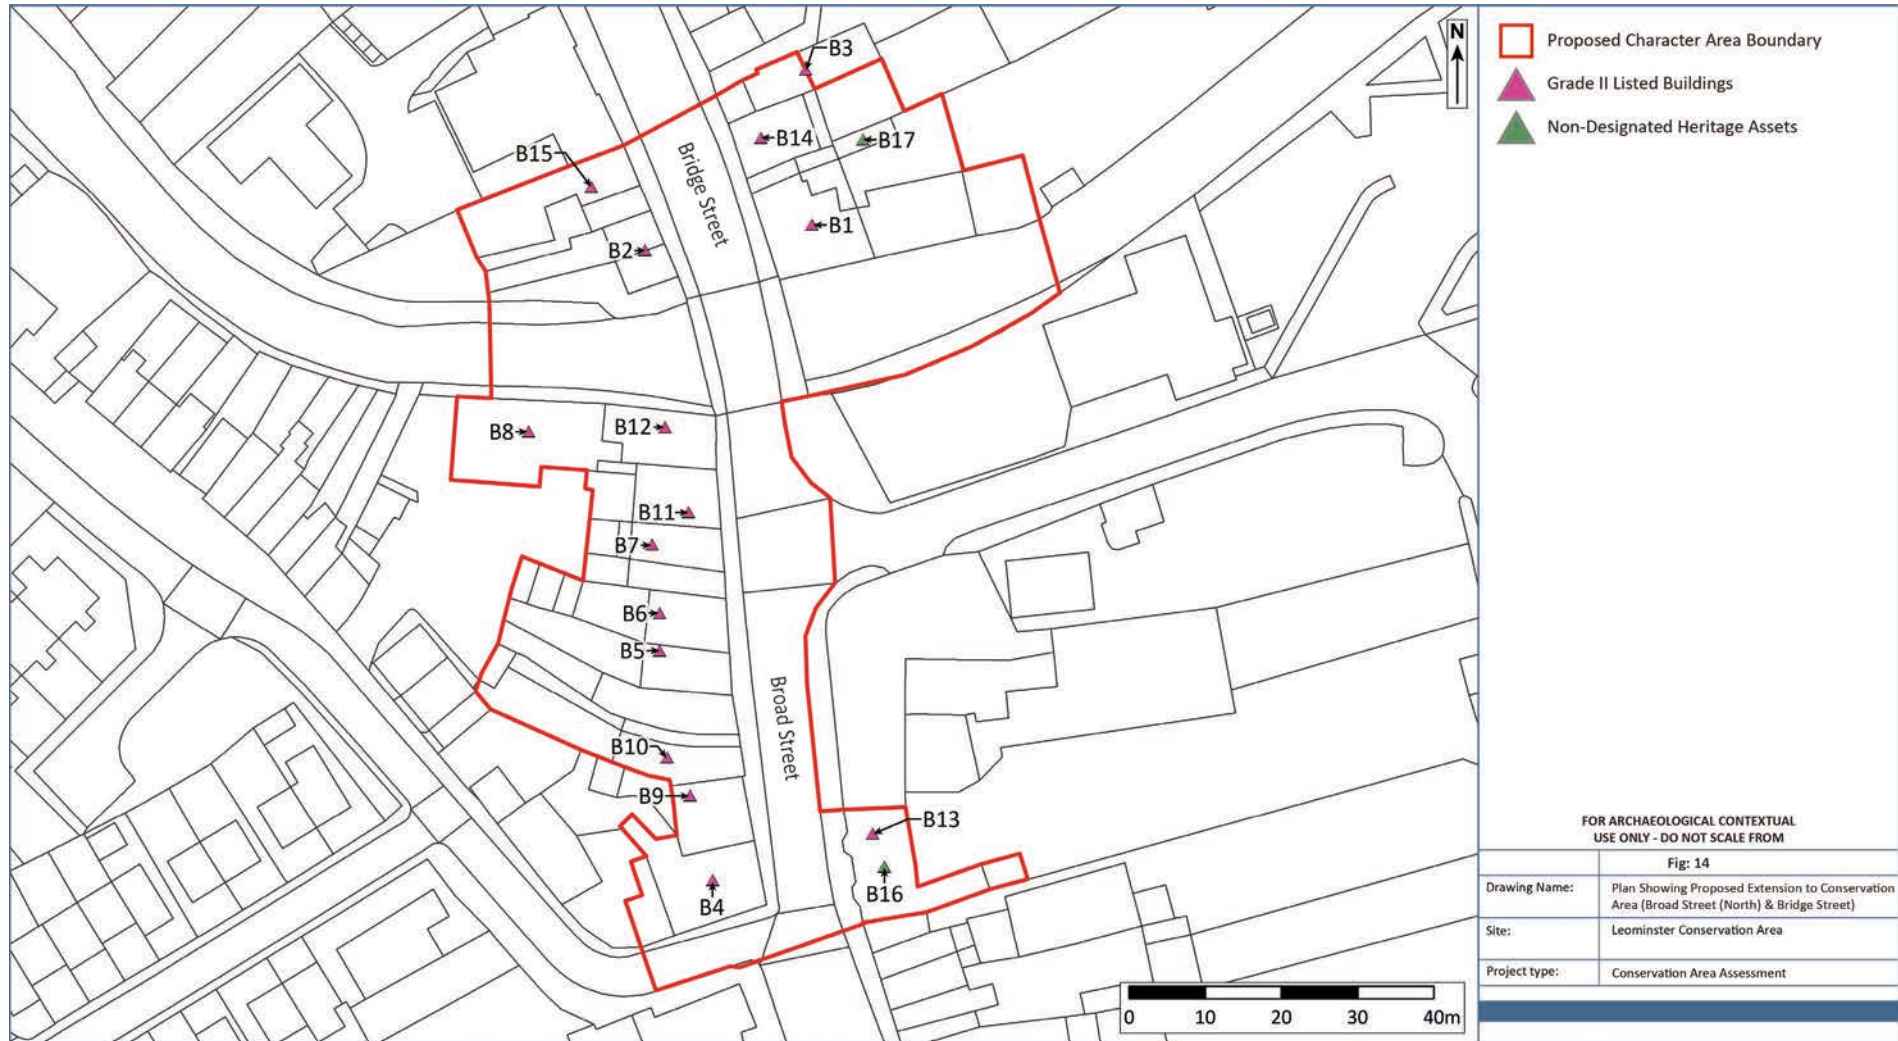 B3
N
Proposed Character Area Boundary
Grade II Listed Buildings
Non-Designated Heritage Assets
B14
B17
B15
Bridge Street
B1
B2
B8
B12
B11
B7
B6
B5
Broad Street
B10
B9
B13
B16
B4
0 10 20 30 40m
FOR ARCHAEOLOGICAL CONTEXTUAL
USE ONLY - DO NOT SCALE FROM
Fig: 14
Drawing Name: Plan Showing Proposed Extension to Conservation
Area (Broad Street (North) & Bridge Street)
Site: Leominster Conservation Area
Project type: Conservation Area Assessment